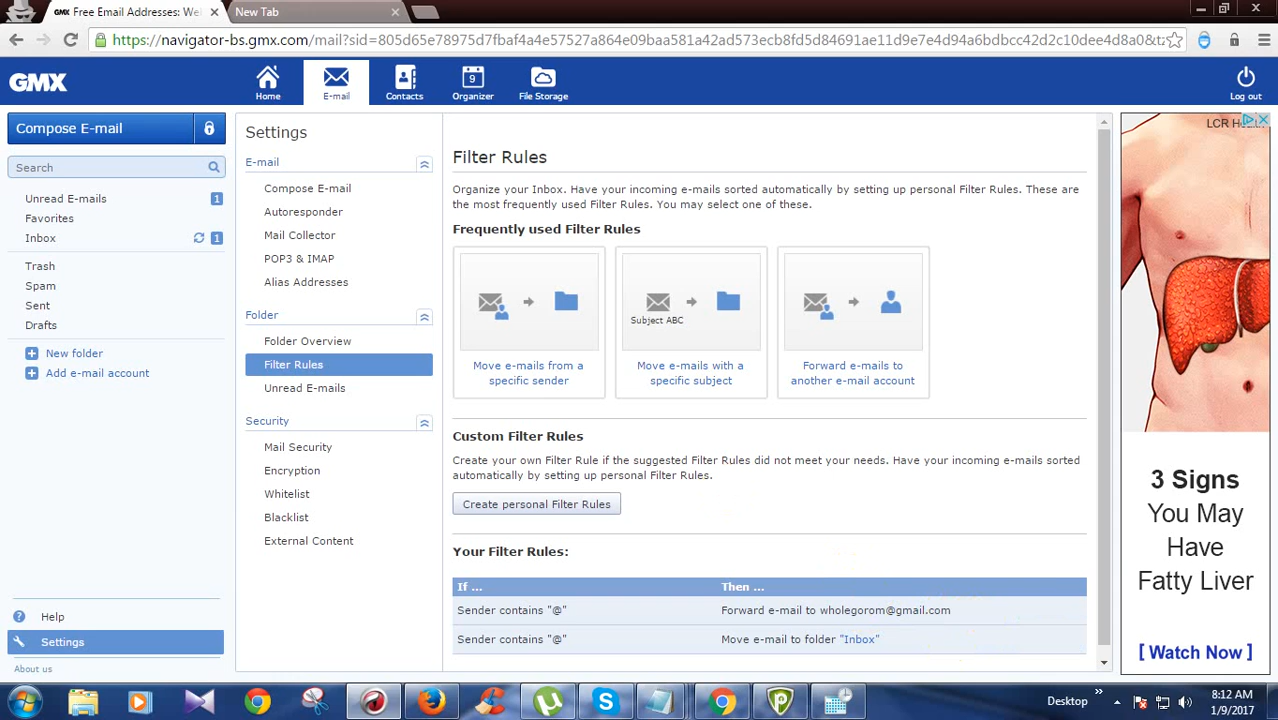 Free Email Addresses: We
New Tab
https://navigator-bs.gmx.com/mail?sid=805d65e78975d7fbaf4a4e57527a864e09baa581a42ad573ecb8fd5d84691ae11d9e7e4d94a6bdbcc42d2c10dee4d8a0&t
GMX
Home
E-mail
Contacts
9
Organizer
File Storage
Log out
Compose E-mail
Search
Unread E-mails 1
Favorites
Inbox 1
Trash
Spam
Sent
Drafts
New folder
Add e-mail account
Help
Settings
About us
Settings
E-mail
Compose E-mail
Autoresponder
Mail Collector
POP3 & IMAP
Alias Addresses
Folder
Folder Overview
Filter Rules
Unread E-mails
Security
Mail Security
Encryption
Whitelist
Blacklist
External Content
Filter Rules
Organize your Inbox. Have your incoming e-mails sorted automatically by setting up personal Filter Rules. These are
the most frequently used Filter Rules. You may select one of these.
Frequently used Filter Rules
Subject ABC
Move e-mails from a
specific sender
Move e-mails with a
specific subject
Forward e-mails to
another e-mail account
Custom Filter Rules
Create your own Filter Rule if the suggested Filter Rules did not meet your needs. Have your incoming e-mails sorted
automatically by setting up personal Filter Rules.
Create personal Filter Rules
Your Filter Rules:
If ... Then ...
Sender contains "@" Forward e-mail to wholegorom@gmail.com
Sender contains "@" Move e-mail to folder "Inbox"
LCR
3 Signs
You May
Have
Fatty Liver
[ Watch Now ]
Desktop
8:12 AM
1/9/2017